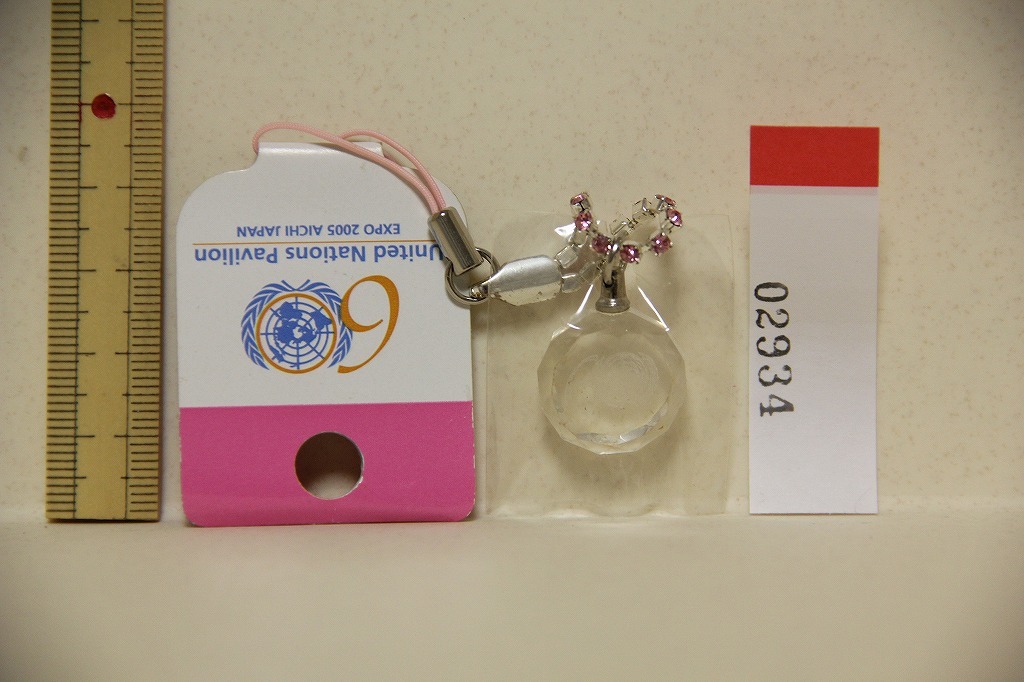 60
United Nations Pavilion
EXPO 2005 AICHI JAPAN
02934